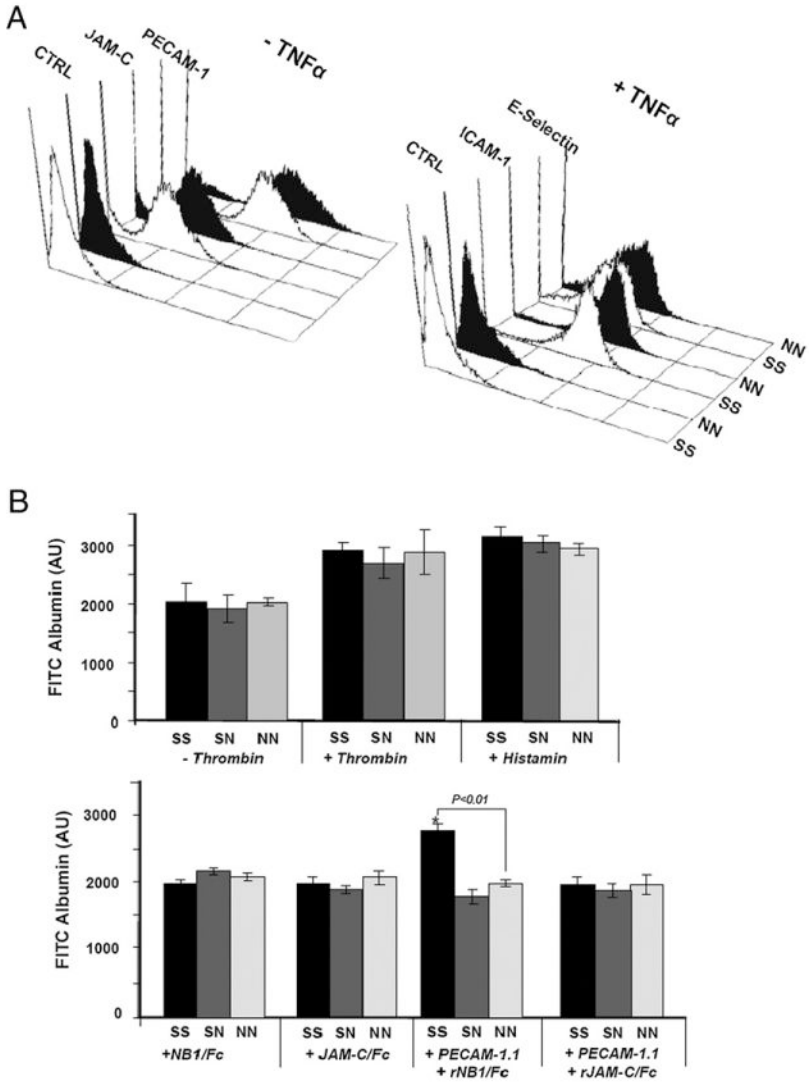 A
CTRL
JAM-C
PECAM-1
- TNFα
CTRL
ICAM-1
E-Selectin
+ TNFα
NN
SS
NN
SS
NN
SS
B
FITC Albumin (AU)
3000
2000
1000
0
SS SN NN SS SN NN SS SN NN
- Thrombin + Thrombin + Histamin
FITC Albumin (AU)
3000
2000
1000
0
P<0.01
*
SS SN NN SS SN NN SS SN NN SS SN NN
+NB1/Fc + JAM-C/Fc + PECAM-1.1 + PECAM-1.1
+ rNB1/Fc + rJAM-C/Fc